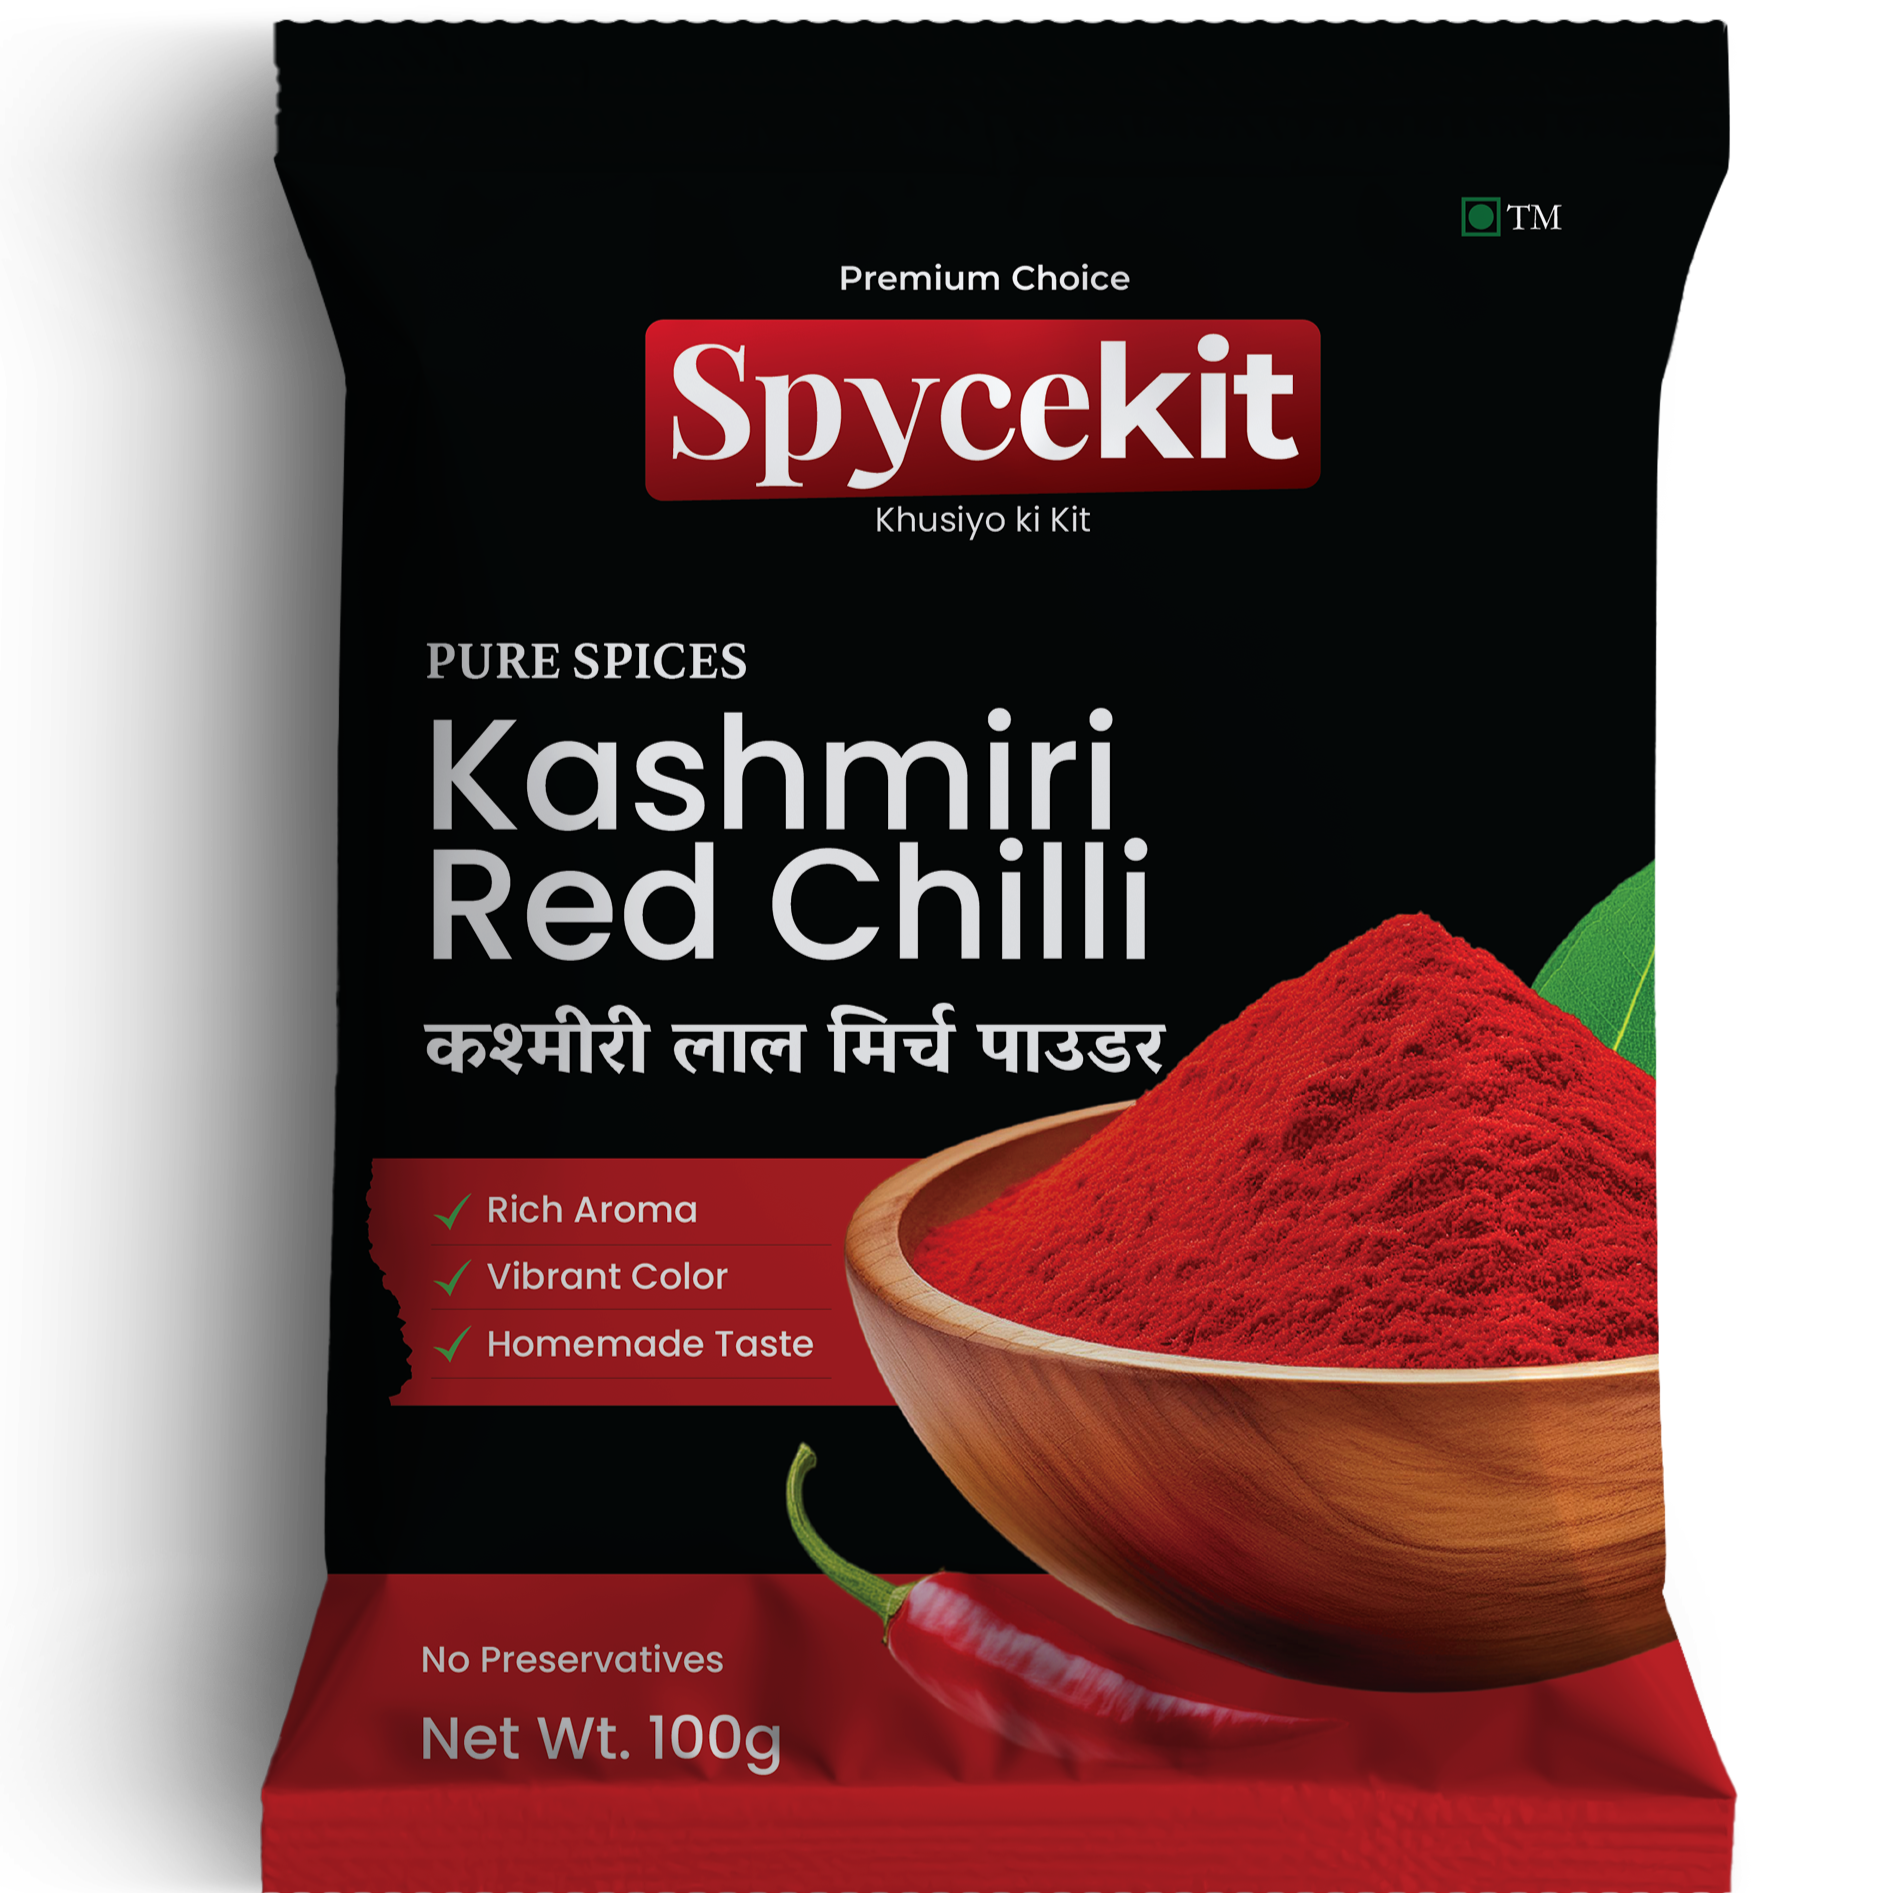 TM
Premium Choice
Spycekit
Khusiyo ki Kit
PURE SPICES
Kashmiri
Red Chilli
कश्मीरी लाल मिर्च पाउडर
Rich Aroma
Vibrant Color
Homemade Taste
No Preservatives
Net Wt. 100g